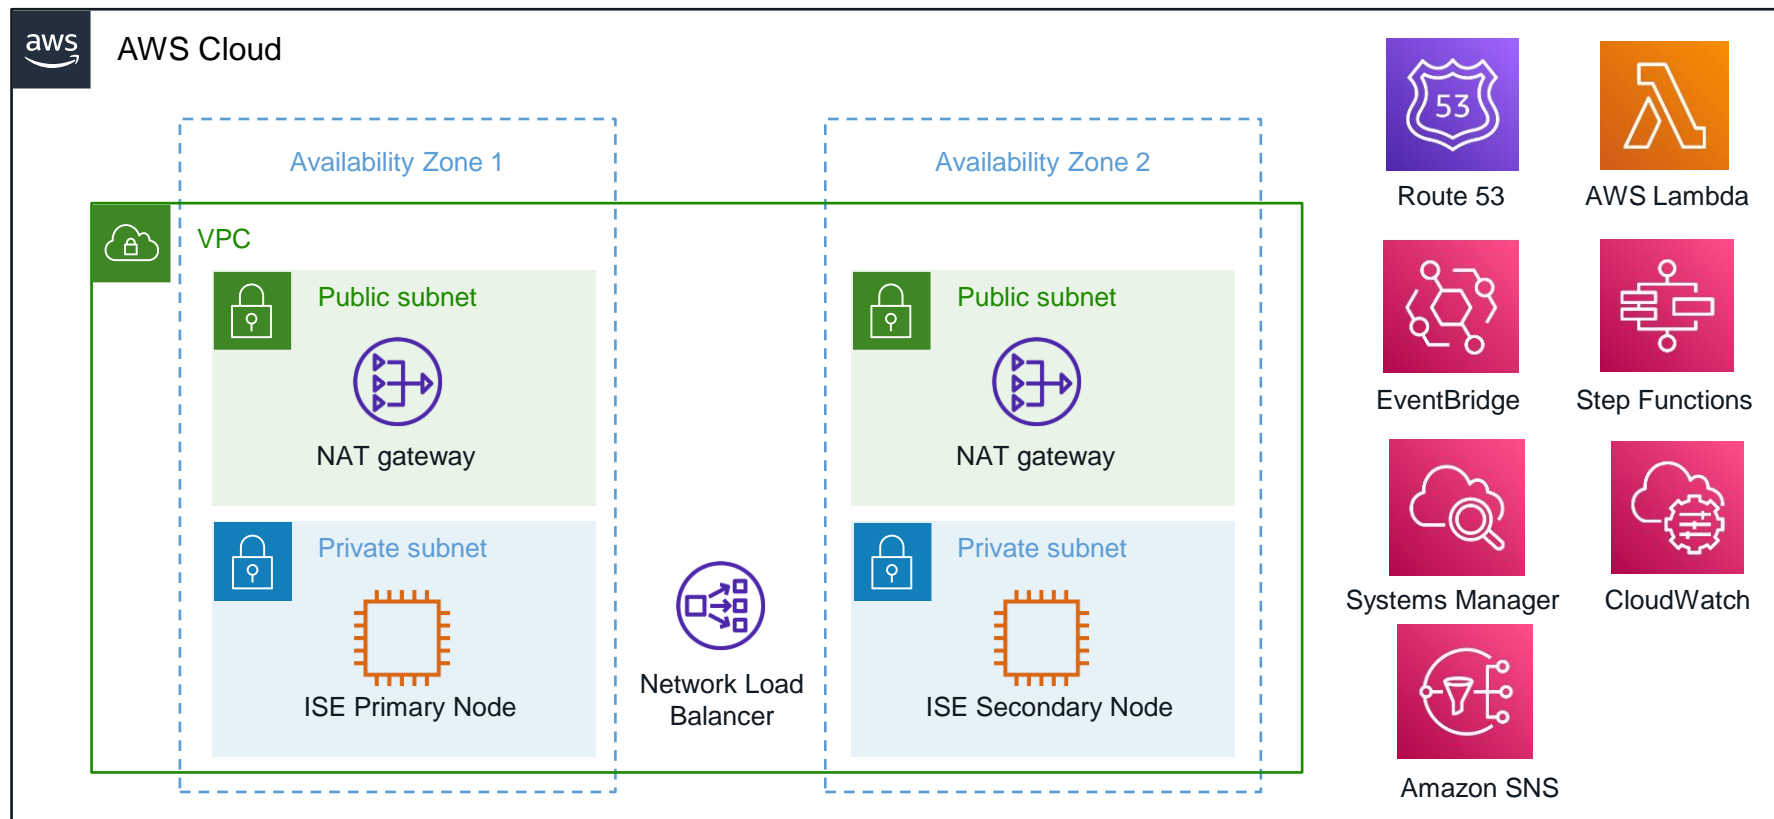 aws
AWS Cloud
Availability Zone 1
Availability Zone 2
VPC
Public subnet
NAT gateway
Public subnet
NAT gateway
Private subnet
ISE Primary Node
Network Load
Balancer
Private subnet
ISE Secondary Node
53
Route 53
AWS Lambda
EventBridge
Step Functions
Systems Manager
CloudWatch
Amazon SNS